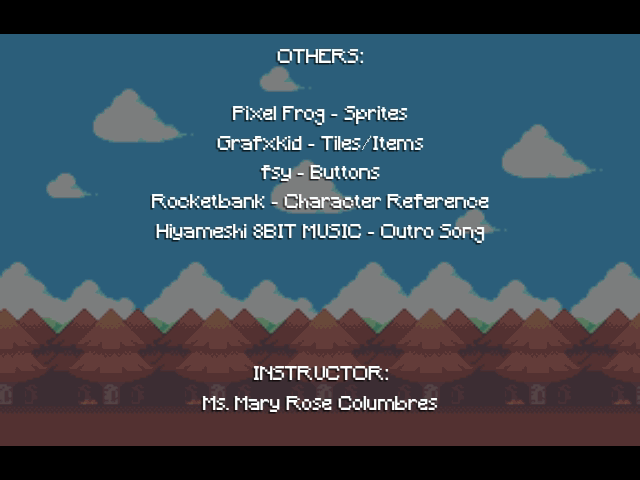 OTHERS:
Pixel Frog - Sprites
GrafxKid - Tiles/Items
fsy - Buttons
Rocketbank - Character Reference
Hiyameshi 8BIT MUSIC - Outro Song
INSTRUCTOR:
Ms. Mary Rose Columbres